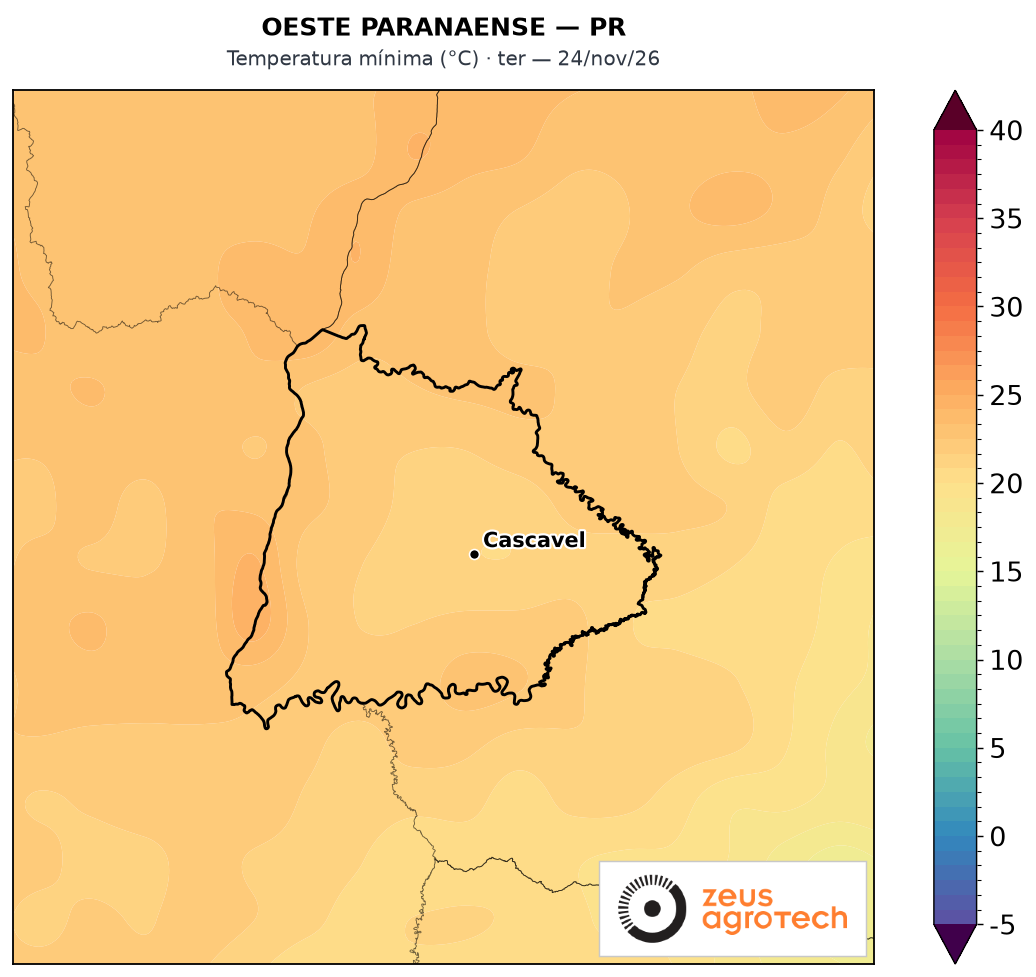 OESTE PARANAENSE — PR
Temperatura mínima (°C) · ter — 24/nov/26
40
35
30
25
20
15
10
5
0
-5
Cascavel
zeus
agrotech